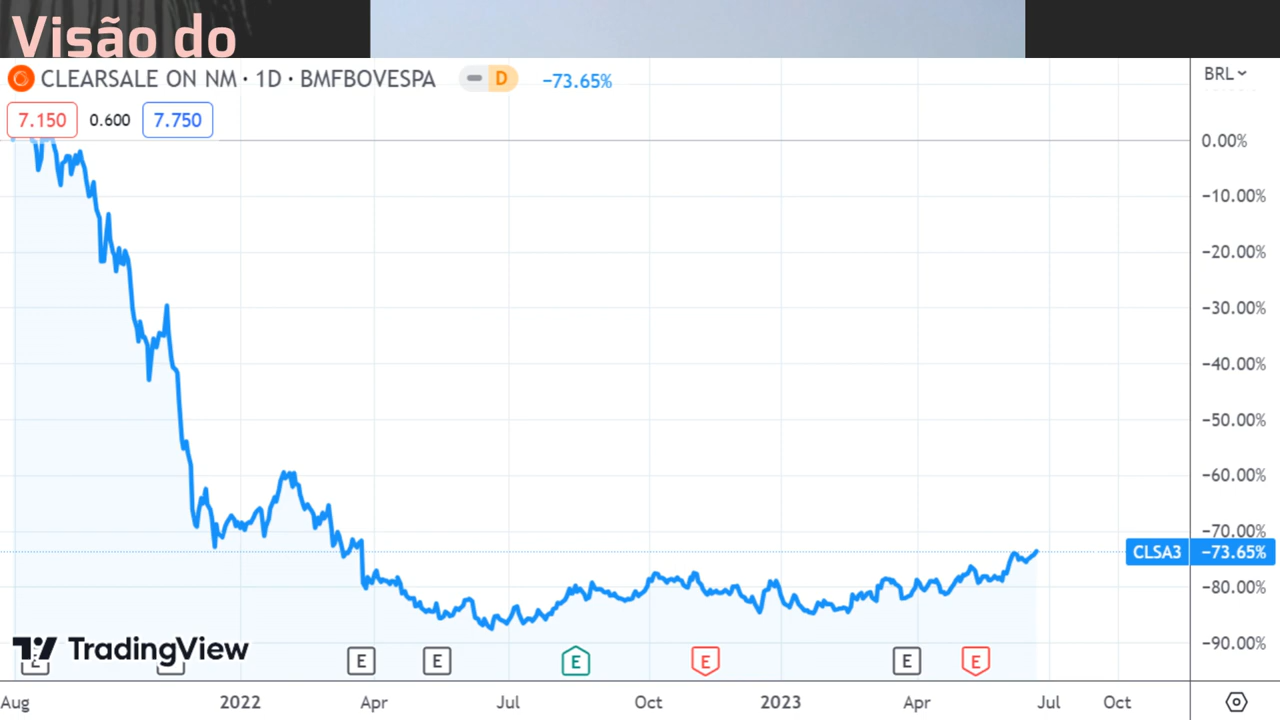 Visão do
CLEARSALE ON NM · 1D · BMFBOVESPA D −73.65% BRL
7.150 0.600 7.750
0.00%
−10.00%
−20.00%
−30.00%
−40.00%
−50.00%
−60.00%
−70.00%
CLSA3 −73.65%
−80.00%
−90.00%
TradingView
E E E E E E E
Aug 2022 Apr Jul Oct 2023 Apr Jul Oct